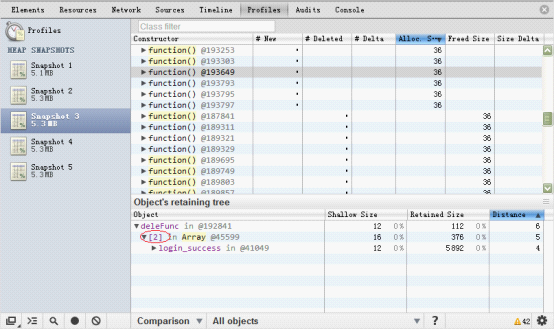 Elements Resources Network Sources Timeline Profiles Audits Console
Profiles
HEAP SNAPSHOTS
Snapshot 1
5.1MB
Snapshot 2
5.3MB
Snapshot 3
5.3MB
Snapshot 4
5.3MB
Snapshot 5
5.3MB
Class filter
Constructor # New # Deleted # Delta Alloc. Size Freed Size Size Delta
function() @193253 • 36
function() @193303 • 36
function() @193649 • 36
function() @193793 • 36
function() @193795 • 36
function() @193797 • 36
function() @187841 • 36
function() @189311 • 36
function() @189321 • 36
function() @189329 • 36
function() @189695 • 36
function() @189749 • 36
function() @189803 • 36
function() @189857 • 36
Object's retaining tree
Object Shallow Size Retained Size Distance
deleFunc in @192841 12 0% 112 0% 6
[2] in Array @45599 16 0% 376 0% 5
login_success in @41049 12 0% 5892 0% 4
Comparison All objects ? 42